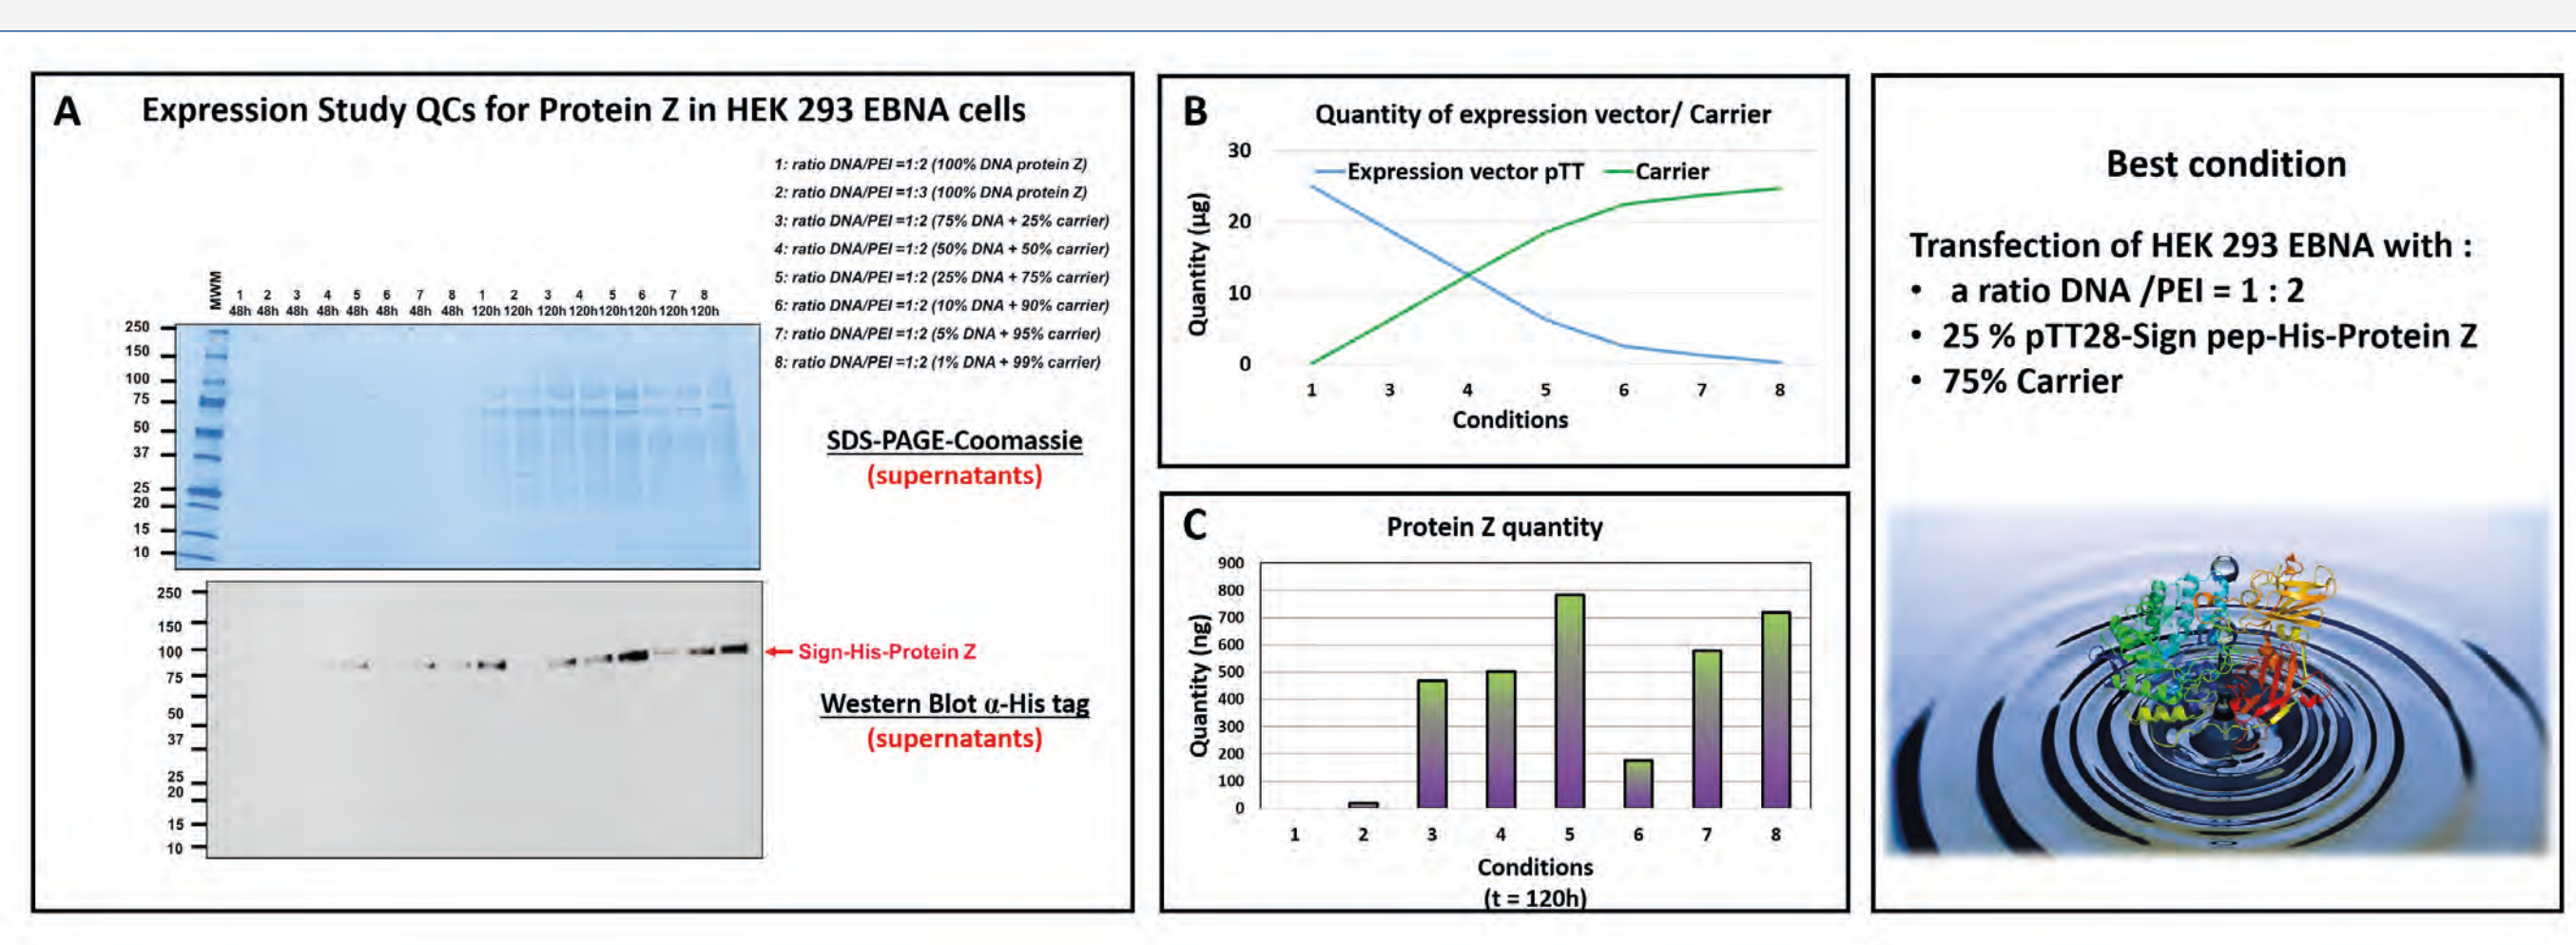 A
Expression Study QCs for Protein Z in HEK 293 EBNA cells
1: ratio DNA/PEI =1:2 (100% DNA protein Z)
2: ratio DNA/PEI =1:3 (100% DNA protein Z)
3: ratio DNA/PEI =1:2 (75% DNA + 25% carrier)
4: ratio DNA/PEI =1:2 (50% DNA + 50% carrier)
5: ratio DNA/PEI =1:2 (25% DNA + 75% carrier)
6: ratio DNA/PEI =1:2 (10% DNA + 90% carrier)
7: ratio DNA/PEI =1:2 (5% DNA + 95% carrier)
8: ratio DNA/PEI =1:2 (1% DNA + 99% carrier)
MWM
1 2 3 4 5 6 7 8 1 2 3 4 5 6 7 8
48h 48h 48h 48h 48h 48h 48h 48h 120h 120h 120h 120h 120h 120h 120h 120h
250
150
100
75
50
37
25
20
15
10
SDS-PAGE-Coomassie
(supernatants)
250
150
100
75
50
37
25
20
15
10
Sign-His-Protein Z
Western Blot α-His tag
(supernatants)
B
Quantity of expression vector/ Carrier
Expression vector pTT
Carrier
Quantity (µg)
30
20
10
0
1 3 4 5 6 7 8
Conditions
C
Protein Z quantity
Quantity (ng)
900
800
700
600
500
400
300
200
100
0
1 2 3 4 5 6 7 8
Conditions
(t = 120h)
Best condition
Transfection of HEK 293 EBNA with :
• a ratio DNA /PEI = 1 : 2
• 25 % pTT28-Sign pep-His-Protein Z
• 75% Carrier